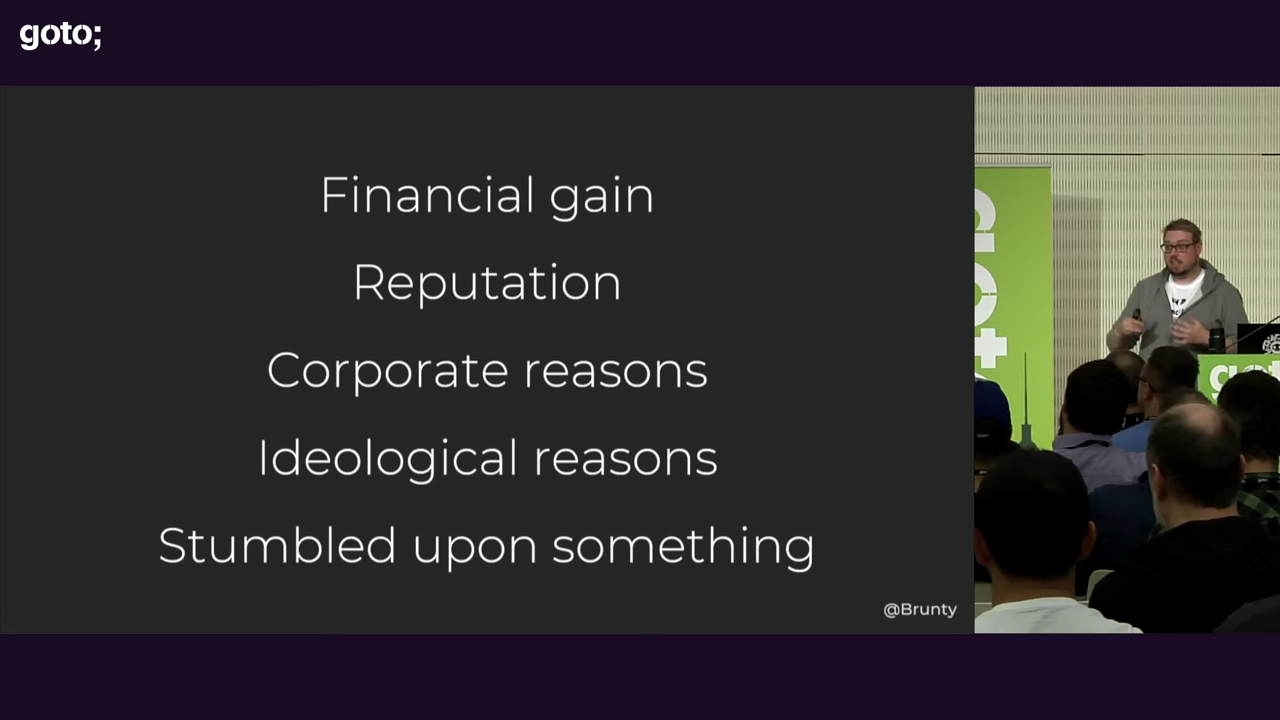 goto;
Financial gain
Reputation
Corporate reasons
Ideological reasons
Stumbled upon something
@Brunty